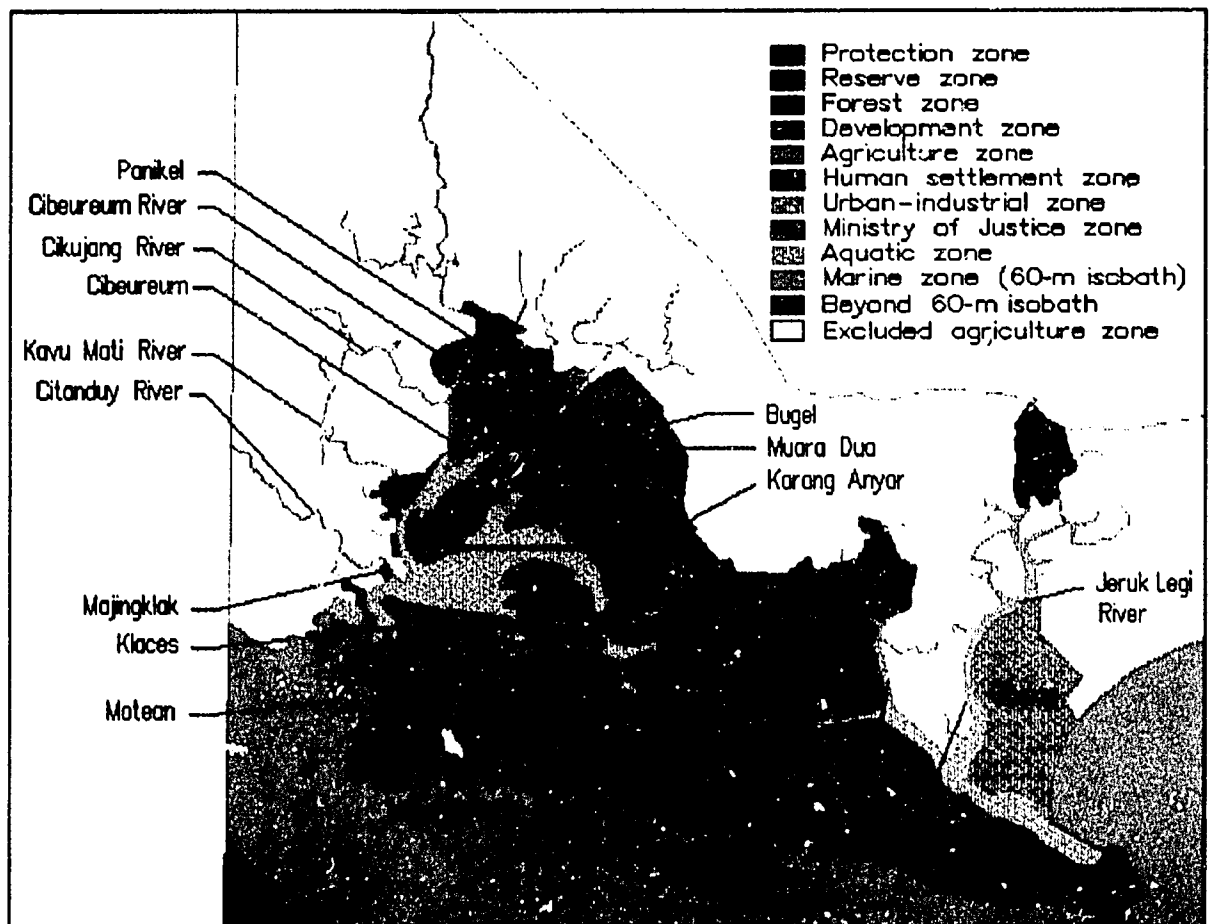 Protection zone
Reserve zone
Forest zone
Development zone
Agriculture zone
Human settlement zone
Urban-industrial zone
Ministry of Justice zone
Aquatic zone
Marine zone (60-m isobath)
Beyond 60-m isobath
Excluded agriculture zone
Panikel
Cibeureum River
Cikujang River
Cibeureum
Kavu Mati River
Citanduy River
Bugel
Muara Dua
Karang Anyar
Majingklak
Klaces
Motean
Jeruk Legi
River